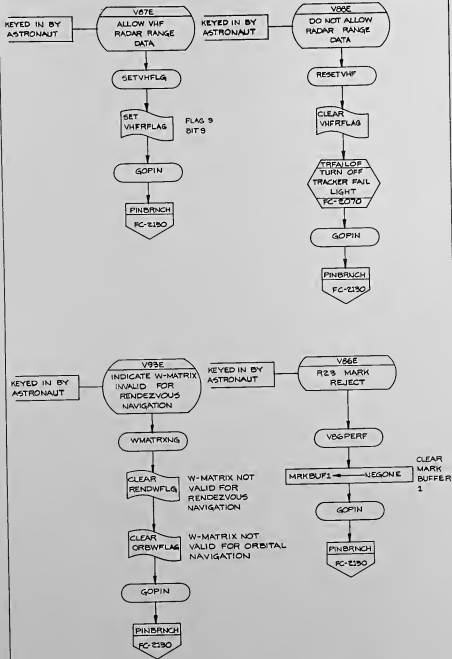 KEYED IN BY
ASTRONAUT
V87E
ALLOW VHF
RADAR RANGE
DATA
SETVHFLG
SET
VHFRFLAG
FLAG 9
BIT 9
GOPIN
PINBRNCH
FC-2130
KEYED IN BY
ASTRONAUT
V88E
DO NOT ALLOW
RADAR RANGE
DATA
RESETVHF
CLEAR
VHFRFLAG
TRFAILOF
TURN OFF
TRACKER FAIL
LIGHT
FC-2070
GOPIN
PINBRNCH
FC-2130
KEYED IN BY
ASTRONAUT
V93E
INDICATE W-MATRIX
INVALID FOR
RENDEZVOUS
NAVIGATION
WMATRXNG
CLEAR
RENDWFLG
W-MATRIX NOT
VALID FOR
RENDEZVOUS
NAVIGATION
CLEAR
ORBWFLAG
W-MATRIX NOT
VALID FOR ORBITAL
NAVIGATION
GOPIN
PINBRNCH
FC-2130
KEYED IN BY
ASTRONAUT
V86E
R23 MARK
REJECT
V86PERF
MRKBUF1
NEGONE
CLEAR
MARK
BUFFER
1
GOPIN
PINBRNCH
FC-2130